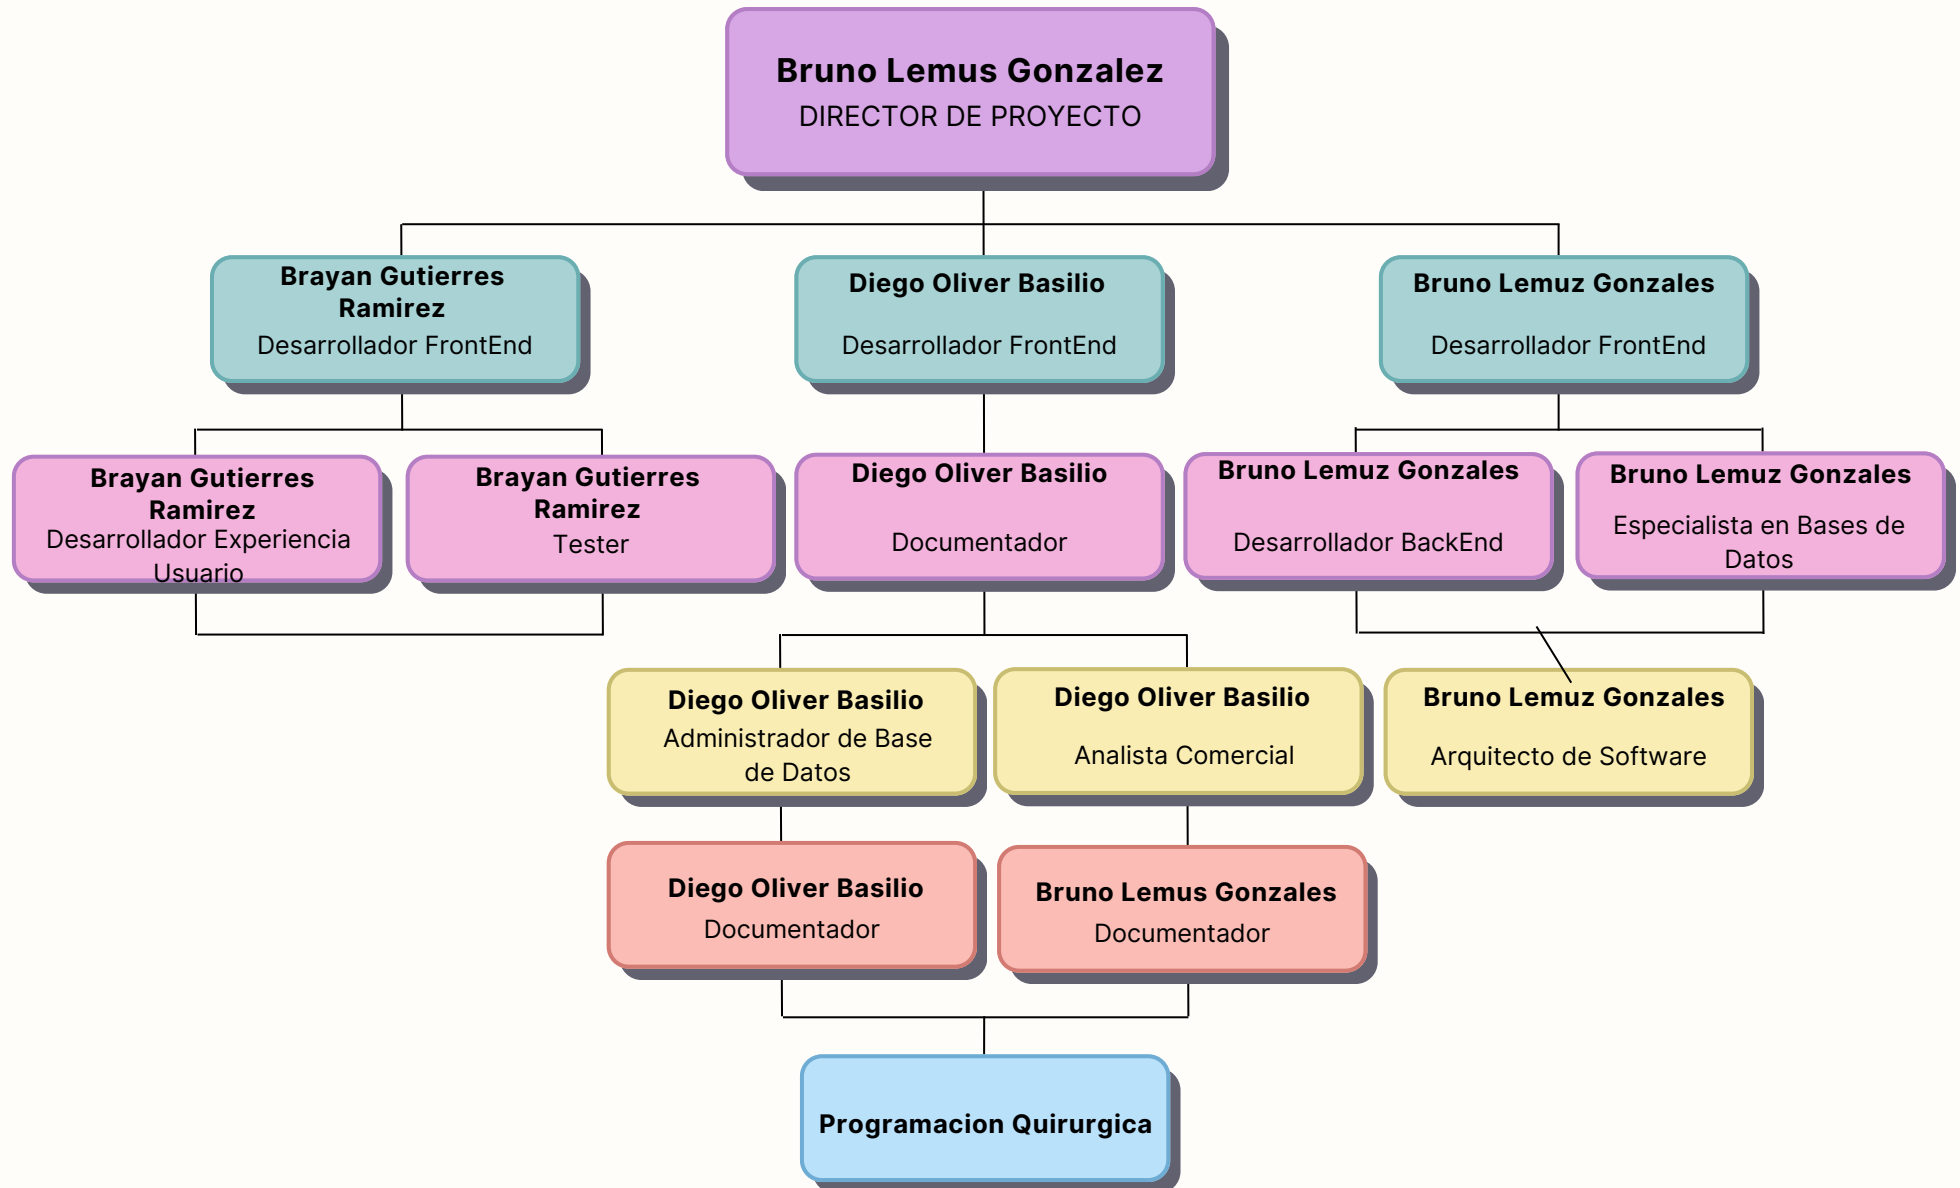 Bruno Lemus Gonzalez
DIRECTOR DE PROYECTO
Brayan Gutierres
Ramirez
Desarrollador FrontEnd
Diego Oliver Basilio
Desarrollador FrontEnd
Bruno Lemuz Gonzales
Desarrollador FrontEnd
Brayan Gutierres
Ramirez
Desarrollador Experiencia
Usuario
Brayan Gutierres
Ramirez
Tester
Diego Oliver Basilio
Documentador
Bruno Lemuz Gonzales
Desarrollador BackEnd
Bruno Lemuz Gonzales
Especialista en Bases de
Datos
Diego Oliver Basilio
Administrador de Base
de Datos
Diego Oliver Basilio
Analista Comercial
Bruno Lemuz Gonzales
Arquitecto de Software
Diego Oliver Basilio
Documentador
Bruno Lemus Gonzales
Documentador
Programacion Quirurgica